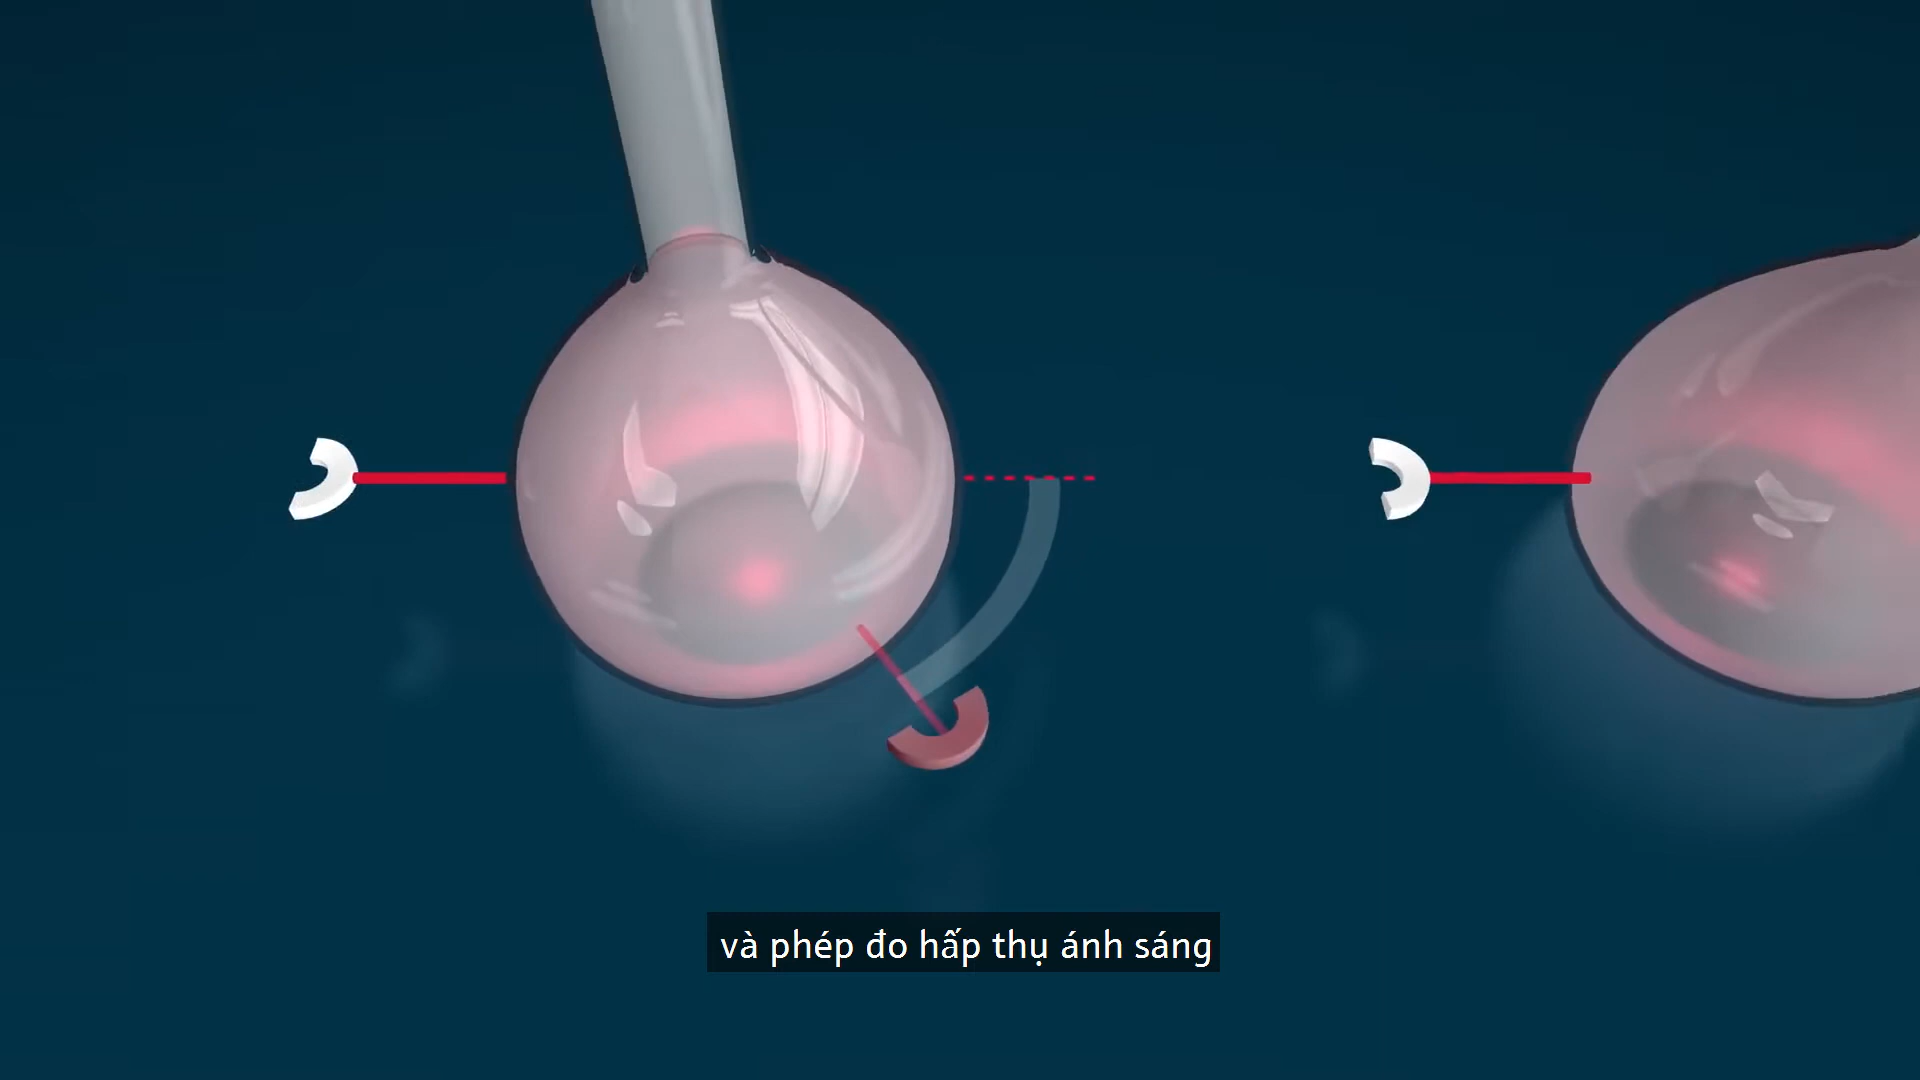 và phép đo hấp thụ ánh sáng